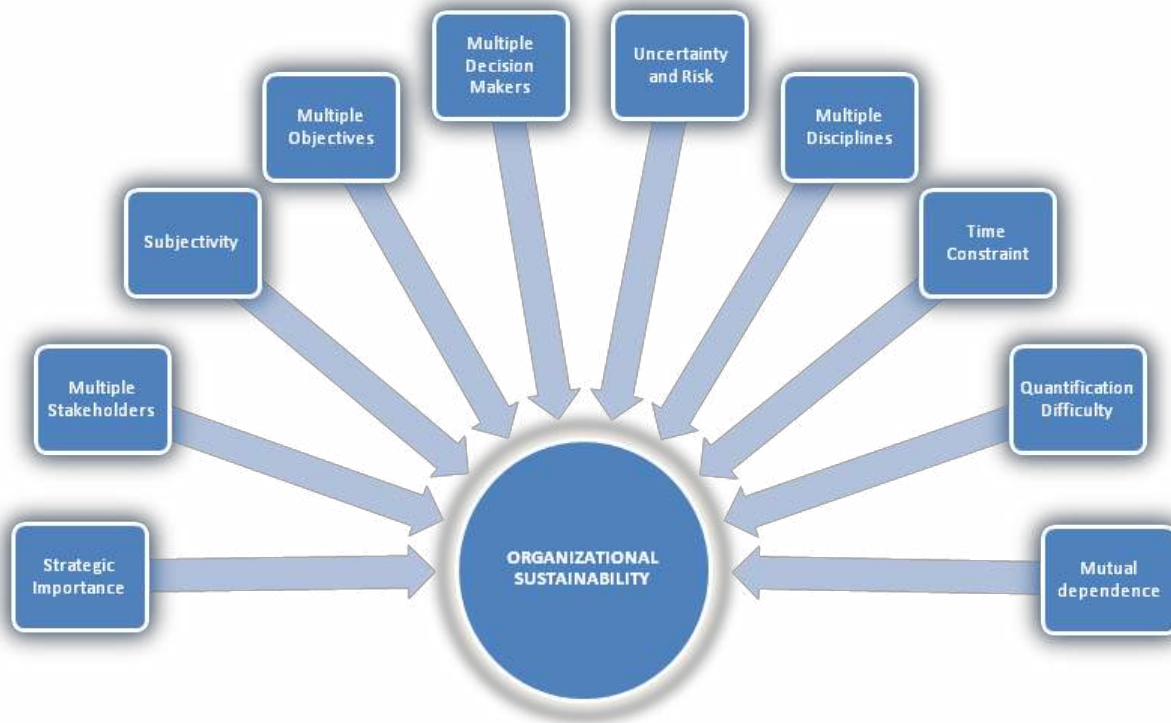 Multiple
Decision
Makers
Uncertainty
and Risk
Multiple
Objectives
Multiple
Disciplines
Subjectivity
Time
Constraint
Multiple
Stakeholders
Quantification
Difficulty
Strategic
Importance
ORGANIZATIONAL
SUSTAINABILITY
Mutual
dependence